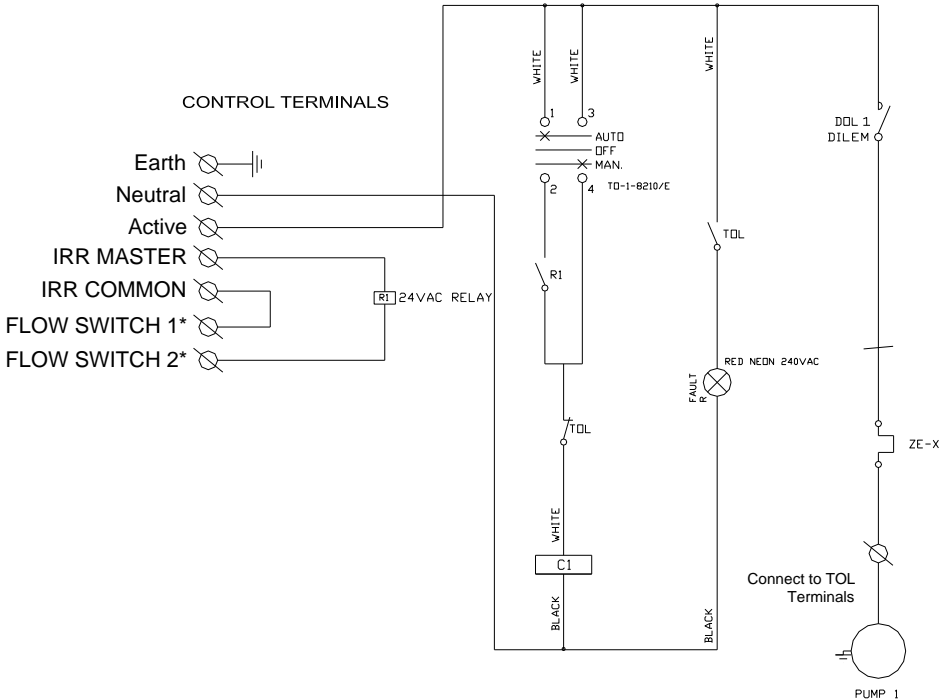 CONTROL TERMINALS
Earth
Neutral
Active
IRR MASTER
IRR COMMON
FLOW SWITCH 1*
FLOW SWITCH 2*
R1 24VAC RELAY
WHITE
WHITE
1
3
AUTO
OFF
MAN.
2
4
TO-1-8210/E
R1
TOL
WHITE
C1
BLACK
WHITE
TOL
RED NEON 240VAC
FAULT
R
BLACK
DOL 1
DILEM
ZE-X
Connect to TOL
Terminals
PUMP 1